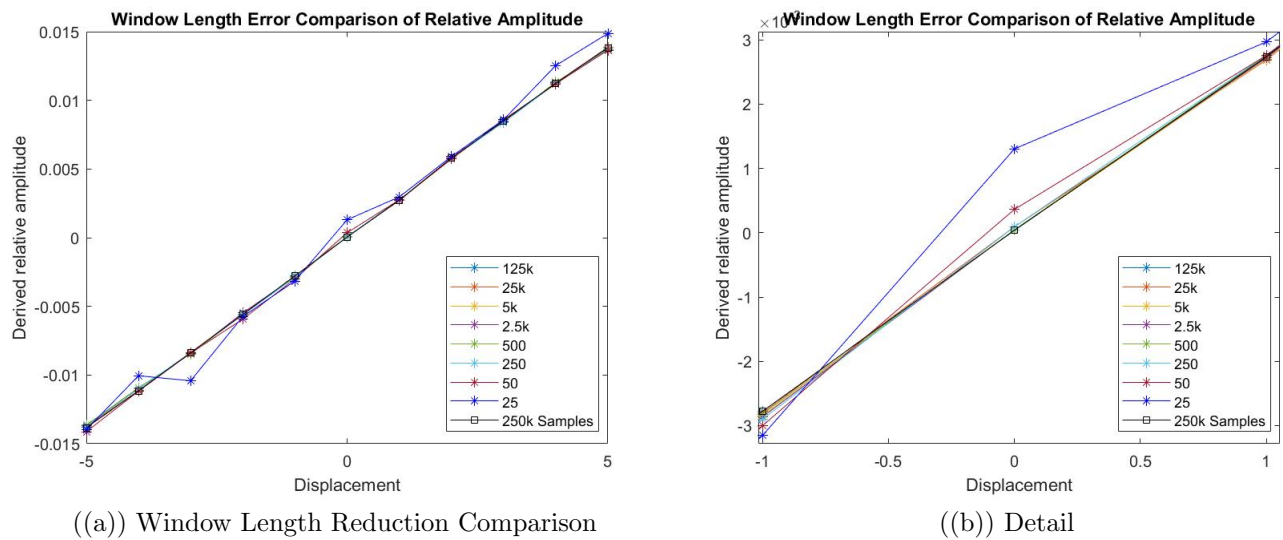 Window Length Error Comparison of Relative Amplitude
0.015
0.01
0.005
0
-0.005
-0.01
-0.015
Derived relative amplitude
125k
25k
5k
2.5k
500
250
50
25
250k Samples
-5 0 5
Displacement
((a)) Window Length Reduction Comparison
Window Length Error Comparison of Relative Amplitude
3
2
1
0
-1
-2
-3
Derived relative amplitude
125k
25k
5k
2.5k
500
250
50
25
250k Samples
-1 -0.5 0 0.5 1
Displacement
((b)) Detail